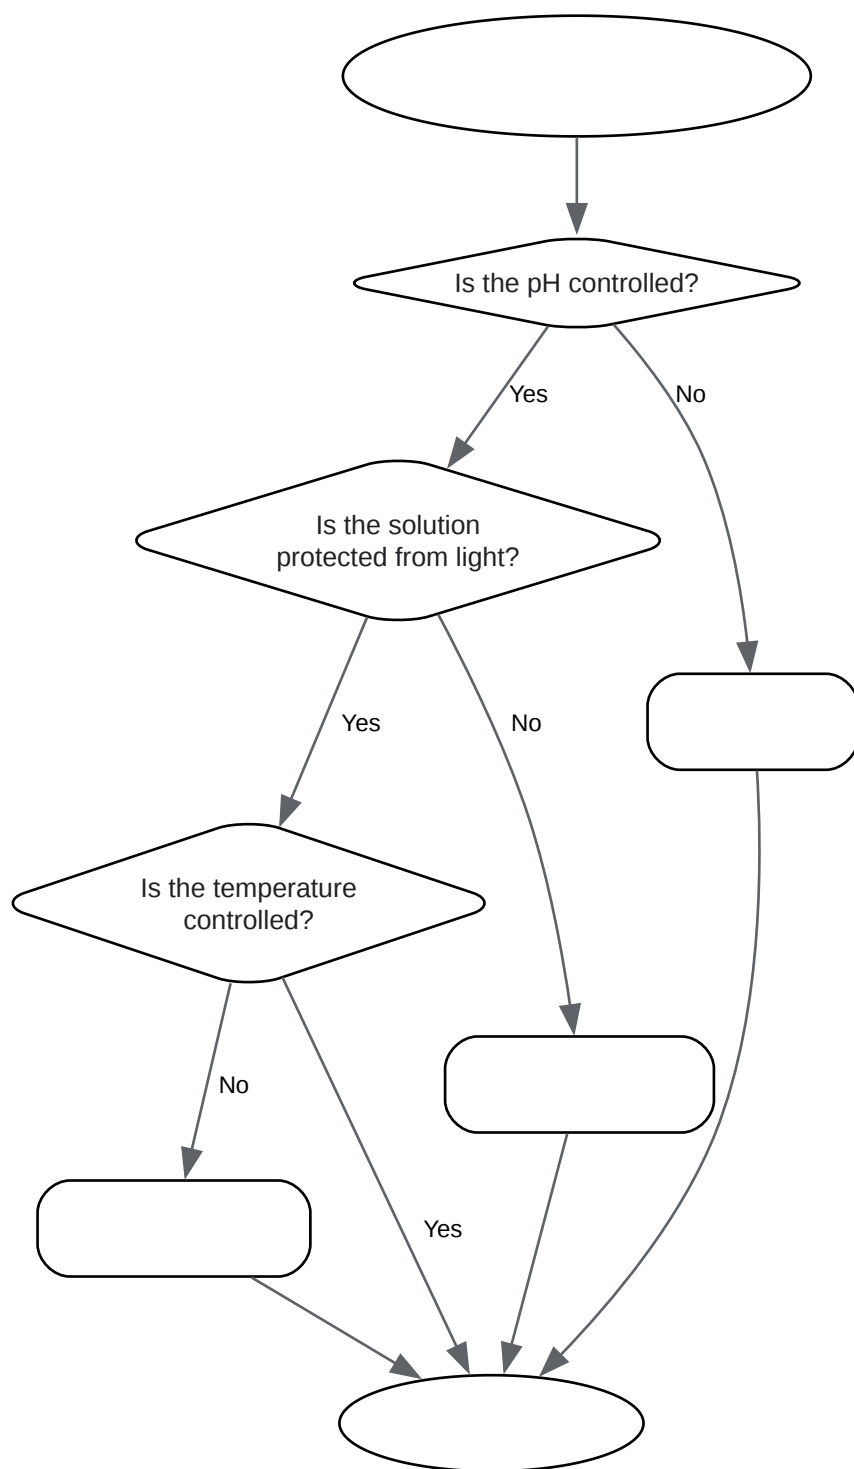 Is the pH controlled?
Yes
No
Is the solution
protected from light?
Yes
No
Is the temperature
controlled?
No
Yes